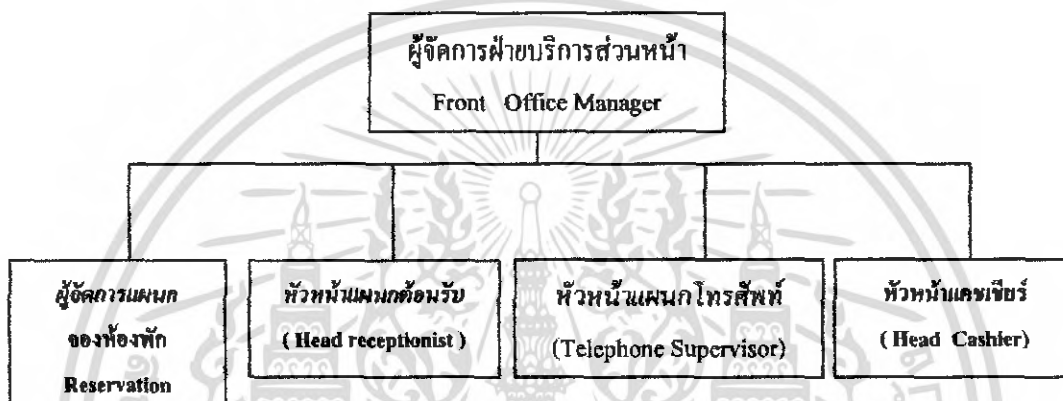 ผู้จัดการฝ่ายบริการส่วนหน้า
Front Office Manager
ผู้จัดการแผนก
จองห้องพัก
Reservation
หัวหน้าแผนกต้อนรับ
( Head receptionist )
หัวหน้าแผนกโทรศัพท์
(Telephone Supervisor)
หัวหน้าแคชเชียร์
( Head Cashier)